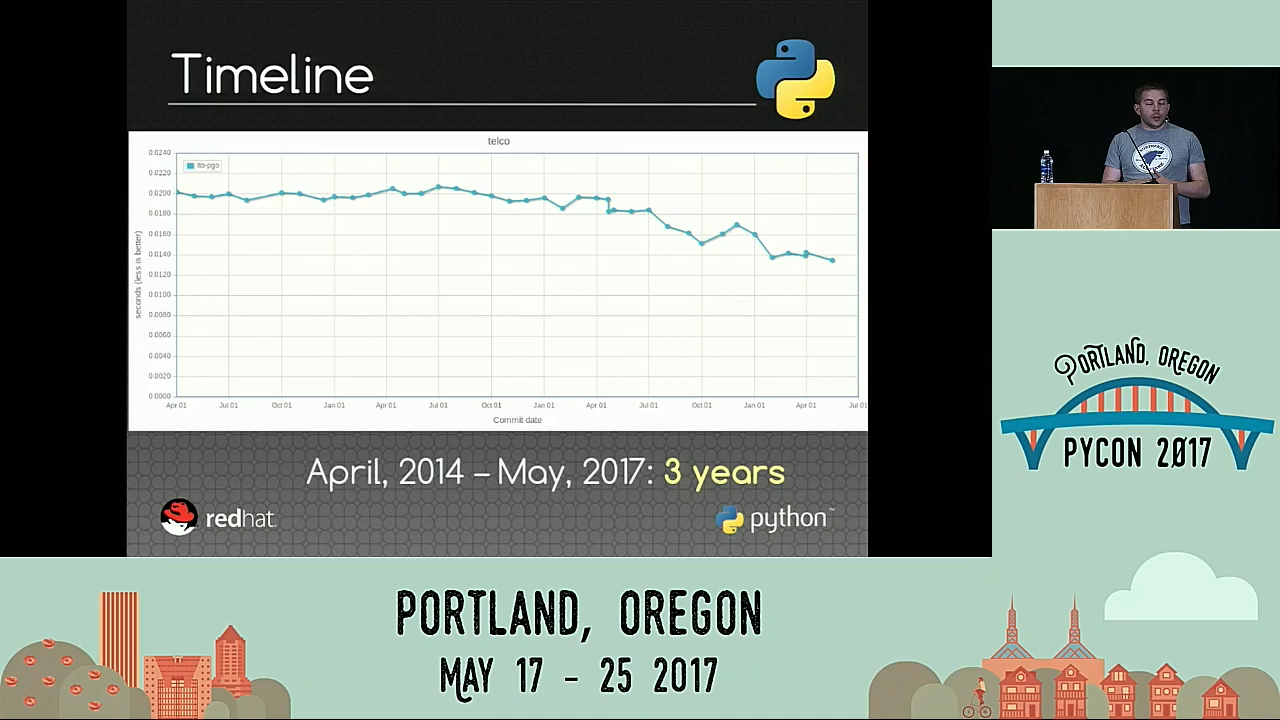 Timeline
telco
lto-pgo
0.0240
0.0220
0.0200
0.0180
0.0160
0.0140
0.0120
0.0100
0.0080
0.0060
0.0040
0.0020
0.0000
seconds (less is better)
Apr 01 Jul 01 Oct 01 Jan 01 Apr 01 Jul 01 Oct 01 Jan 01 Apr 01 Jul 01 Oct 01 Jan 01 Apr 01 Jul 01
Commit date
April, 2014 – May, 2017: 3 years
redhat.
python™
PORTLAND, OREGON
PYCON 2017
PORTLAND, OREGON
MAY 17 - 25 2017